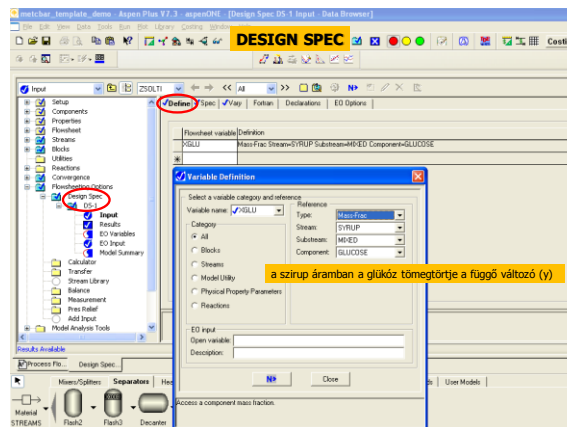 metcbar_template_demo - Aspen Plus V7.3 - aspenONE - [Design Spec DS-1 Input - Data Browser]
File Edit View Data Tools Run Plot Library Costing Window Help
DESIGN SPEC
Costi
Input
ZSOLTI
All
N>
Setup
Components
Properties
Flowsheet
Streams
Blocks
Utilities
Reactions
Convergence
Flowsheeting Options
Design Spec
DS-1
Input
Results
EO Variables
EO Input
Model Summary
Calculator
Transfer
Stream Library
Balance
Measurement
Pres Relief
Add Input
Model Analysis Tools
Define Spec Vary Fortran Declarations EO Options
Flowsheet variable Definition
XGLU Mass-Frac Stream=SYRUP Substream=MIXED Component=GLUCOSE
Variable Definition
Select a variable category and reference
Variable name: XGLU
Category
All
Blocks
Streams
Model Utility
Physical Property Parameters
Reactions
Reference
Type: Mass-Frac
Stream: SYRUP
Substream: MIXED
Component: GLUCOSE
a szirup áramban a glükóz tömegtörtje a függő változó (y)
EO input
Open variable:
Description:
N>
Close
Access a component mass fraction.
Results Available
Process Flo... Design Spec...
Mixers/Splitters Separators
User Models
Material
STREAMS Flash2 Flash3 Decanter